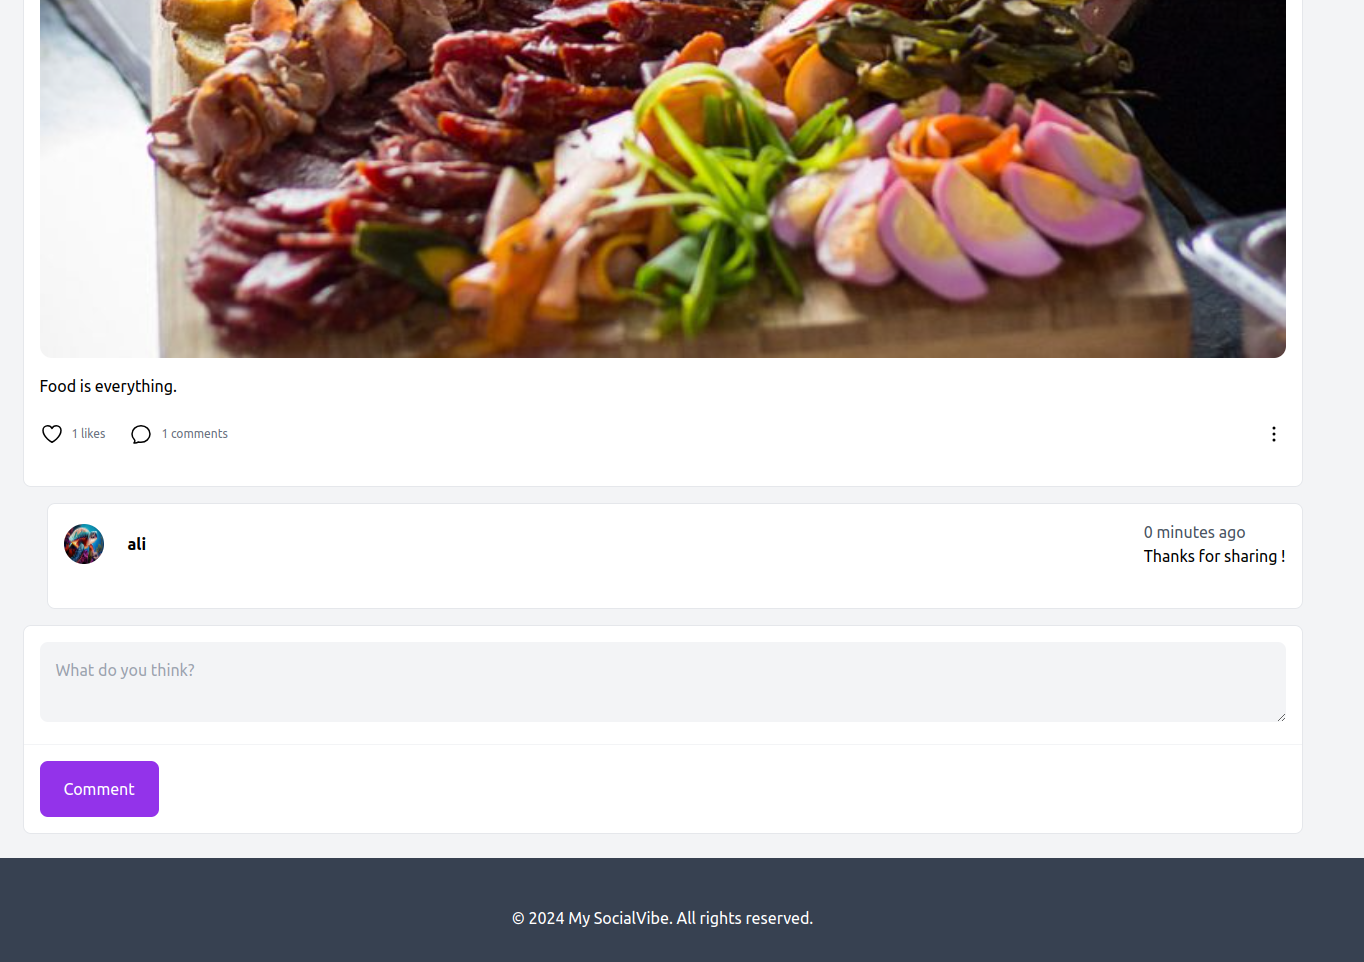 Food is everything.
1 likes
1 comments
ali
0 minutes ago
Thanks for sharing !
What do you think?
Comment
© 2024 My SocialVibe. All rights reserved.